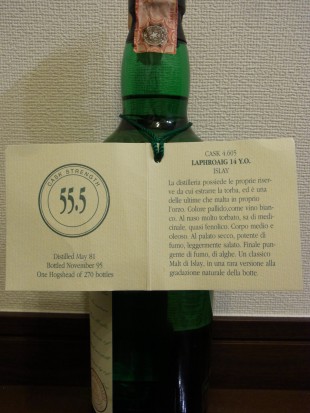 CASK STRENGTH
55.5
Distilled May 81
Bottled November 95
One Hogshead of 270 bottles
CASK 4.605
LAPHROAIG 14 Y.O.
ISLAY
La distilleria possiede le proprie riser-
ve da cui estrarre la torba, ed è una
delle ultime che malta in proprio
l'orzo. Colore pallido,come vino bian-
co. Al naso molto torbato, sa di medi-
cinale, quasi fenolico. Corpo medio e
oleoso. Al palato secco, potente di
fumo, leggermente salato. Finale pun-
gente di fumo, di alghe. Un classico
Malt di Islay, in una rara versione alla
gradazione naturale della botte.